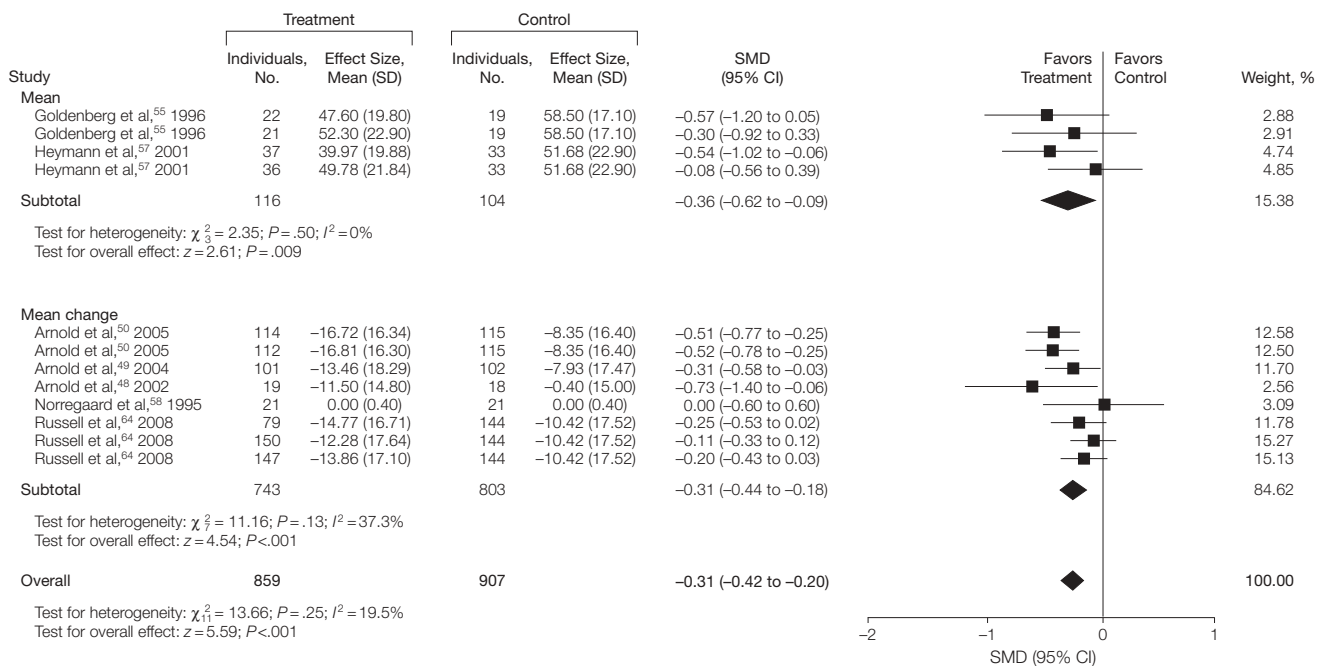 Treatment Control
Individuals, No. Effect Size, Mean (SD) Individuals, No. Effect Size, Mean (SD) SMD (95% CI) Favors Treatment Favors Control
Study Weight, %
Mean
Goldenberg et al,55 1996 22 47.60 (19.80) 19 58.50 (17.10) −0.57 (−1.20 to 0.05) 2.88
Goldenberg et al,55 1996 21 52.30 (22.90) 19 58.50 (17.10) −0.30 (−0.92 to 0.33) 2.91
Heymann et al,57 2001 37 39.97 (19.88) 33 51.68 (22.90) −0.54 (−1.02 to −0.06) 4.74
Heymann et al,57 2001 36 49.78 (21.84) 33 51.68 (22.90) −0.08 (−0.56 to 0.39) 4.85
Subtotal 116 104 −0.36 (−0.62 to −0.09) 15.38
Test for heterogeneity: χ²₃ = 2.35; P = .50; I² = 0%
Test for overall effect: z = 2.61; P = .009
Mean change
Arnold et al,50 2005 114 −16.72 (16.34) 115 −8.35 (16.40) −0.51 (−0.77 to −0.25) 12.58
Arnold et al,50 2005 112 −16.81 (16.30) 115 −8.35 (16.40) −0.52 (−0.78 to −0.25) 12.50
Arnold et al,49 2004 101 −13.46 (18.29) 102 −7.93 (17.47) −0.31 (−0.58 to −0.03) 11.70
Arnold et al,48 2002 19 −11.50 (14.80) 18 −0.40 (15.00) −0.73 (−1.40 to −0.06) 2.56
Norregaard et al,58 1995 21 0.00 (0.40) 21 0.00 (0.40) 0.00 (−0.60 to 0.60) 3.09
Russell et al,64 2008 79 −14.77 (16.71) 144 −10.42 (17.52) −0.25 (−0.53 to 0.02) 11.78
Russell et al,64 2008 150 −12.28 (17.64) 144 −10.42 (17.52) −0.11 (−0.33 to 0.12) 15.27
Russell et al,64 2008 147 −13.86 (17.10) 144 −10.42 (17.52) −0.20 (−0.43 to 0.03) 15.13
Subtotal 743 803 −0.31 (−0.44 to −0.18) 84.62
Test for heterogeneity: χ²₇ = 11.16; P = .13; I² = 37.3%
Test for overall effect: z = 4.54; P<.001
Overall 859 907 −0.31 (−0.42 to −0.20) 100.00
Test for heterogeneity: χ²₁₁ = 13.66; P = .25; I² = 19.5%
Test for overall effect: z = 5.59; P<.001
−2 −1 0 1
SMD (95% CI)